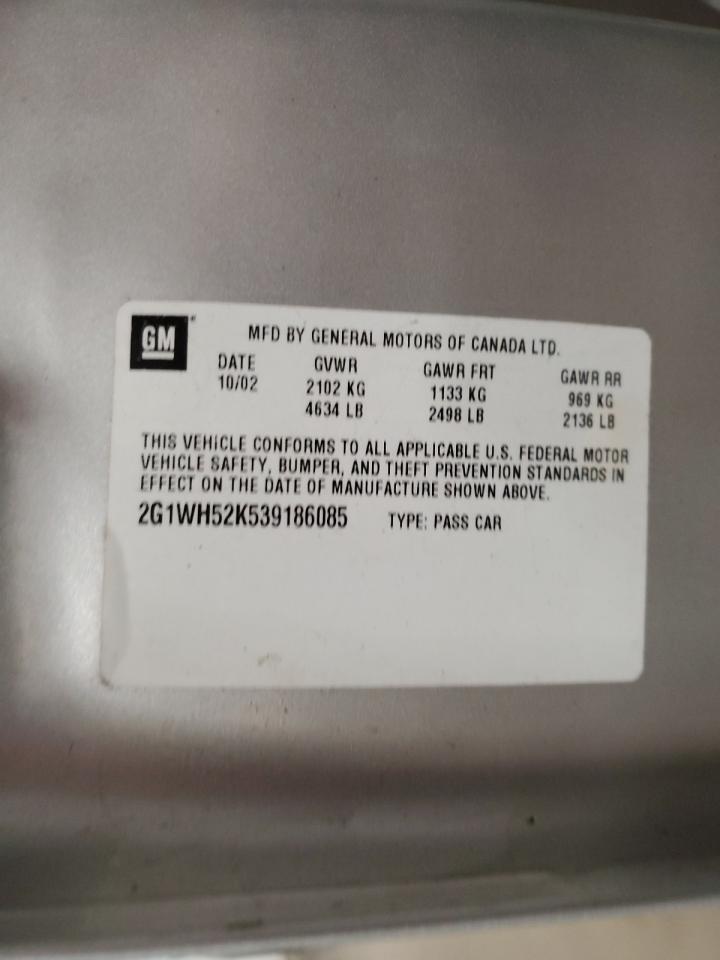 GM
MFD BY GENERAL MOTORS OF CANADA LTD.
DATE GVWR GAWR FRT GAWR RR
10/02 2102 KG 1133 KG 969 KG
4634 LB 2498 LB 2136 LB
THIS VEHICLE CONFORMS TO ALL APPLICABLE U.S. FEDERAL MOTOR
VEHICLE SAFETY, BUMPER, AND THEFT PREVENTION STANDARDS IN
EFFECT ON THE DATE OF MANUFACTURE SHOWN ABOVE.
2G1WH52K539186085 TYPE: PASS CAR